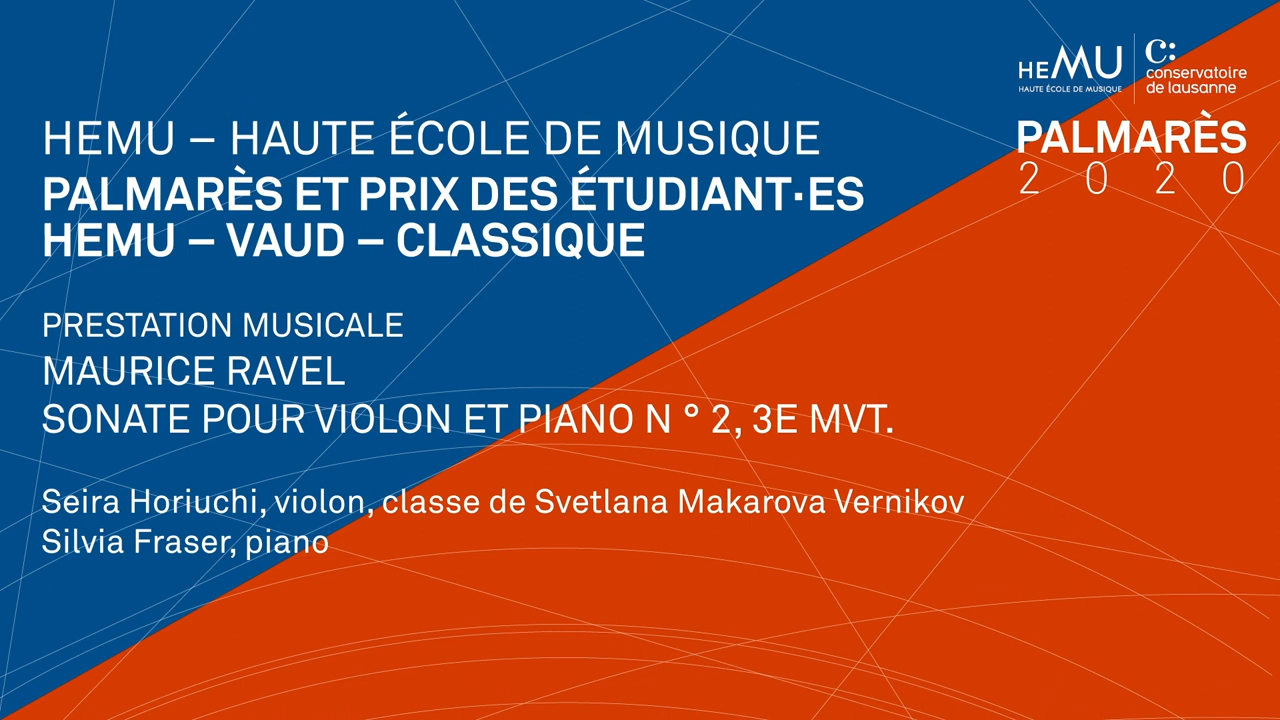 HEMU
HAUTE ÉCOLE DE MUSIQUE
c:
conservatoire
de lausanne
PALMARÈS
2020
HEMU – HAUTE ÉCOLE DE MUSIQUE
PALMARÈS ET PRIX DES ÉTUDIANT·ES
HEMU – VAUD – CLASSIQUE
PRESTATION MUSICALE
MAURICE RAVEL
SONATE POUR VIOLON ET PIANO N ° 2, 3E MVT.
Seira Horiuchi, violon, classe de Svetlana Makarova Vernikov
Silvia Fraser, piano